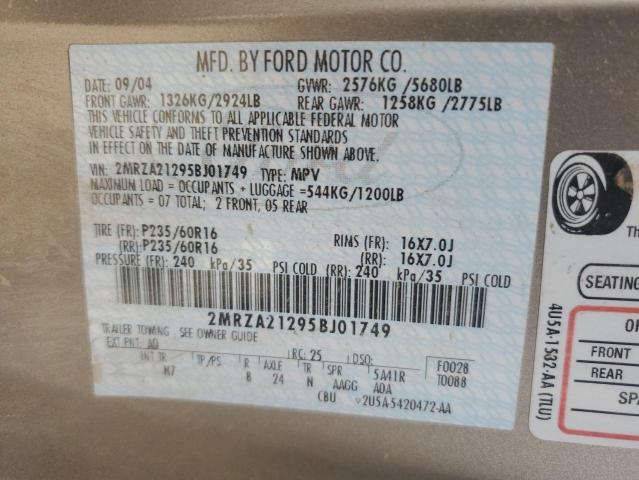 MFD. BY FORD MOTOR CO.
DATE: 09/04 GVWR: 2576KG /5680LB
FRONT GAWR: 1326KG/2924LB REAR GAWR: 1258KG /2775LB
THIS VEHICLE CONFORMS TO ALL APPLICABLE FEDERAL MOTOR
VEHICLE SAFETY AND THEFT PREVENTION STANDARDS
IN EFFECT ON THE DATE OF MANUFACTURE SHOWN ABOVE.
VIN: 2MRZA21295BJ01749 TYPE: MPV
MAXIMUM LOAD = OCCUPANTS + LUGGAGE =544KG/1200LB
OCCUPANTS = 07 TOTAL; 2 FRONT, 05 REAR
TIRE (FR): P235/60R16 RIMS (FR): 16X7.0J
(RR): P235/60R16 (RR): 16X7.0J
PRESSURE (FR): 240 kPa/35 PSI COLD (RR): 240 kPa/35 PSI COLD
2MRZA21295BJ01749
TRAILER TOWING - SEE OWNER GUIDE
EXT PNT: AQ RC: 25 DSO: F0028
INT TR TP/PS R AXLE TR SPR 5A41R T0088
H7 B 24 N AAGG AOA
CBU 2U5A-5420472-AA
The
SEATING
FRONT
REAR
4U5A-1532-AA (TLU)